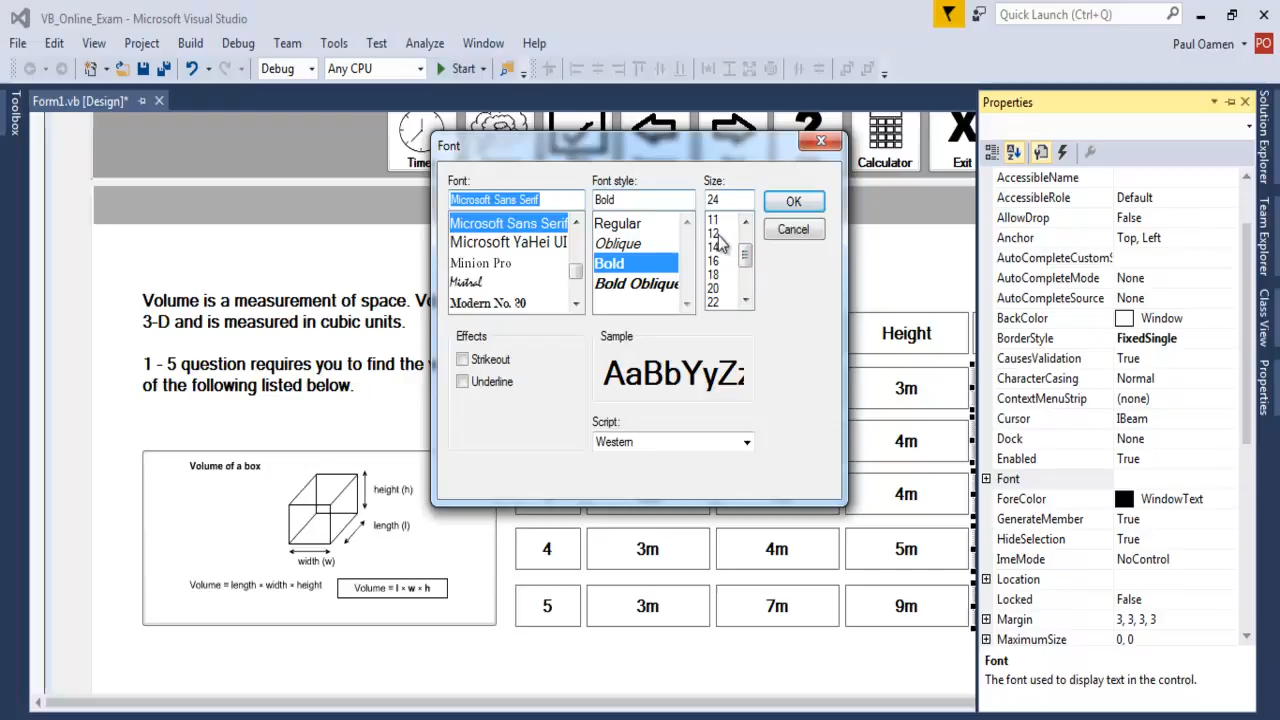 VB_Online_Exam - Microsoft Visual Studio
Quick Launch (Ctrl+Q)
File Edit View Project Build Debug Team Tools Test Analyze Window Help
Paul Oamen PO
Debug Any CPU Start
Toolbox
Form1.vb [Design]*
Time
?
Calculator
X
Exit
Volume is a measurement of space.
3-D and is measured in cubic units.
1 - 5 question requires you to find the
of the following listed below.
Volume of a box
height (h)
length (l)
width (w)
Volume = length × width × height
Volume = l × w × h
Height
3m
4m
4m
4 3m 4m 5m
5 3m 7m 9m
Font
Font:
Microsoft Sans Serif
Microsoft Sans Serif
Microsoft YaHei UI
Minion Pro
Mistral
Modern No. 20
Font style:
Bold
Regular
Oblique
Bold
Bold Oblique
Size:
24
11
12
14
16
18
20
22
OK
Cancel
Effects
Strikeout
Underline
Sample
AaBbYyZz
Script:
Western
Properties
AccessibleName
AccessibleRole Default
AllowDrop False
Anchor Top, Left
AutoCompleteCustomS
AutoCompleteMode None
AutoCompleteSource None
BackColor Window
BorderStyle FixedSingle
CausesValidation True
CharacterCasing Normal
ContextMenuStrip (none)
Cursor IBeam
Dock None
Enabled True
Font
ForeColor WindowText
GenerateMember True
HideSelection True
ImeMode NoControl
Location
Locked False
Margin 3, 3, 3, 3
MaximumSize 0, 0
Font
The font used to display text in the control.
Solution Explorer
Team Explorer
Class View
Properties